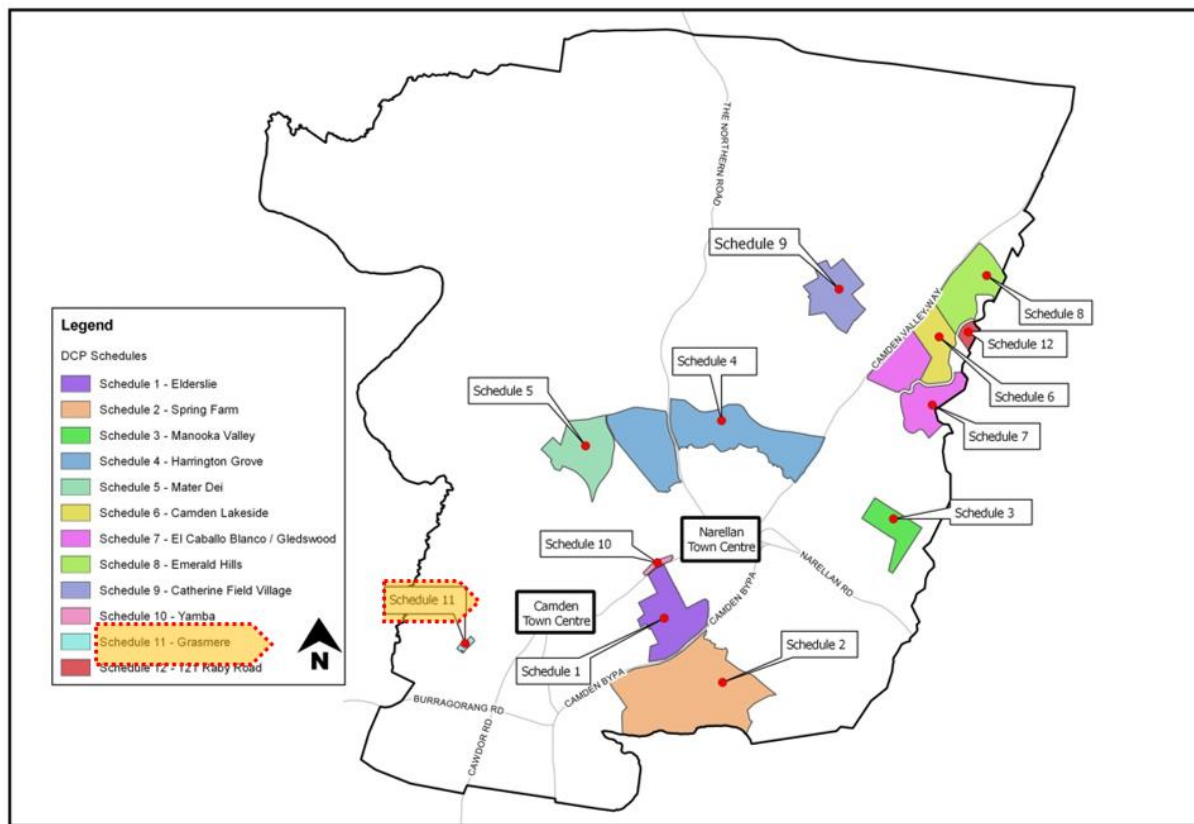 THE NORTHERN ROAD
Schedule 9
CAMDEN VALLEY WAY
Schedule 8
Schedule 12
Schedule 4
Schedule 5
Schedule 6
Schedule 7
Legend
DCP Schedules
Schedule 1 - Elderslie
Schedule 2 - Spring Farm
Schedule 3 - Manooka Valley
Schedule 4 - Harrington Grove
Schedule 5 - Mater Dei
Schedule 6 - Camden Lakeside
Schedule 7 - El Caballo Blanco / Gledswood
Schedule 8 - Emerald Hills
Schedule 9 - Catherine Field Village
Schedule 10 - Yamba
Schedule 11 - Grasmere
Schedule 12 - 121 Raby Road
N
Schedule 3
Narellan
Town Centre
Schedule 10
NARELLAN RD
Schedule 11
Camden
Town Centre
CAMDEN BYPA
Schedule 1
Schedule 2
CAMDEN BYPA
BURRAGORANG RD
CAWDOR RD